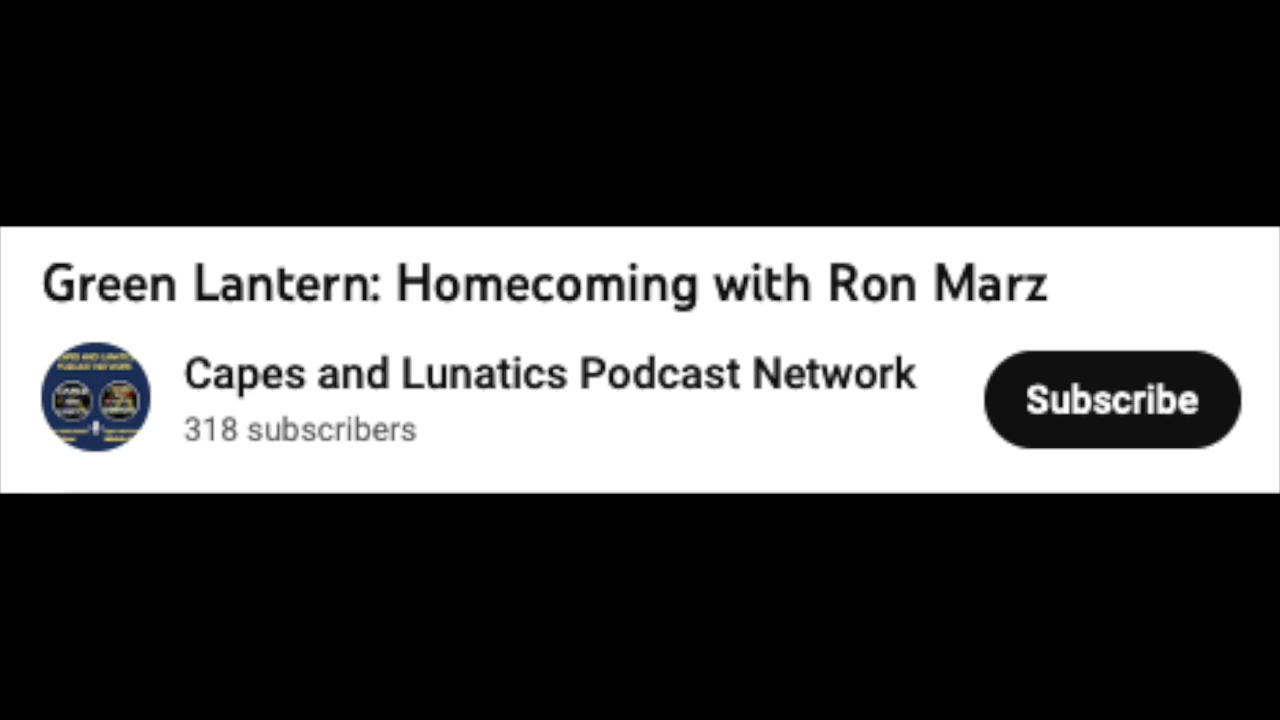 Green Lantern: Homecoming with Ron Marz
Capes and Lunatics Podcast Network
318 subscribers
Subscribe